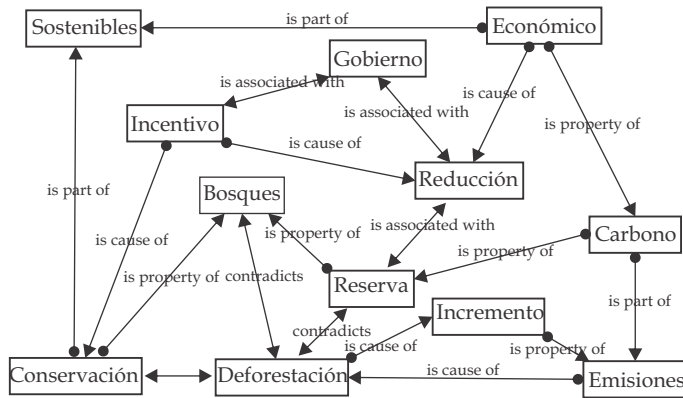 Sostenibles
is part of
Económico
Gobierno
is associated with
is associated with
is cause of
Incentivo
is property of
is cause of
Reducción
is part of
Bosques
is property of
is associated with
Carbono
is cause of
is property of
is property of
contradicts
Reserva
is part of
Incremento
contradicts
is cause of
is property of
Conservación
Deforestación
is cause of
Emisiones